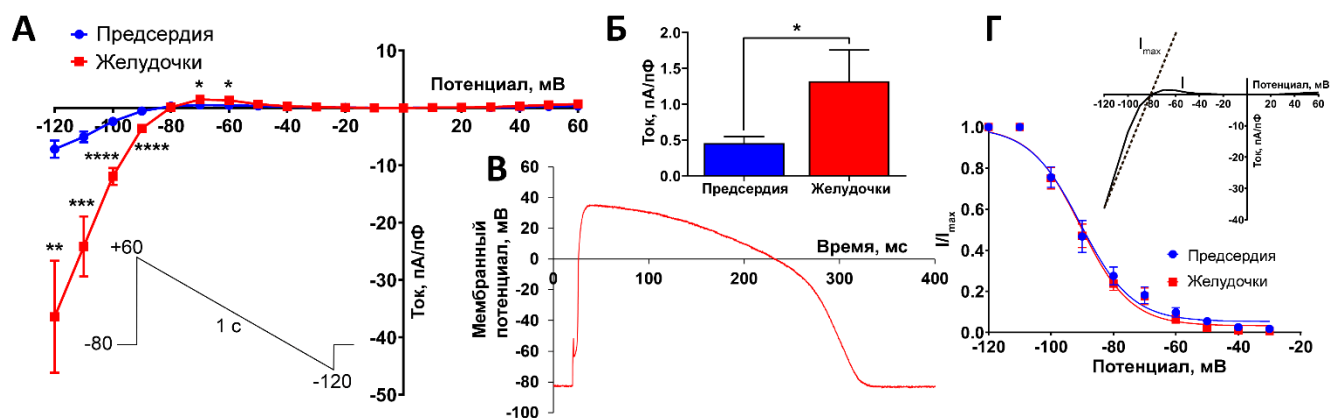 А
Предсердия
Желудочки
10
Потенциал, мВ
-120 -100 -80 -60 -40 -20 20 40 60
* *
**** ****
***
**
-10
-20
-30
-40
-50
Ток, пА/пФ
+60
-80
1 с
-120
Б
*
2.0
1.5
1.0
0.5
0.0
Ток, пА/пФ
Предсердия Желудочки
В
60
40
20
0
-20
-40
-60
-80
-100
Мембранный
потенциал, мВ
Время, мс
0 100 200 300 400
Г
Imax
I
Потенциал, мВ
-120 -100 -80 -60 -40 -20 0 20 40 60
-10
-20
-30
-40
Ток, пА/пФ
1.0
0.8
0.6
0.4
0.2
0.0
I/Imax
Предсердия
Желудочки
-120 -100 -80 -60 -40 -20
Потенциал, мВ